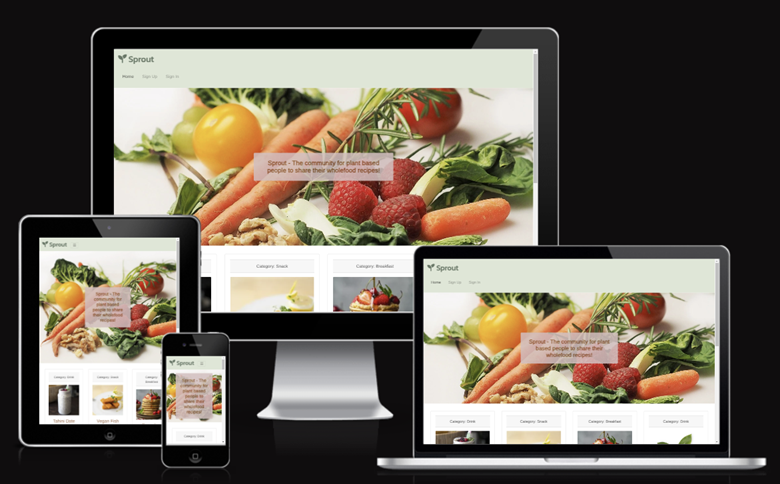 Sprout
Home Sign Up Sign In
Sprout - The community for plant based
people to share their wholefood recipes!
Category: Snack
Category: Breakfast
Sprout
Sprout - The
community for
plant based
people to share
their wholefood
recipes!
Category: Drink
Category: Snack
Category:
Breakfast
Vegan Fish
Sprout
Sprout - The
community for
plant based
people to share
their wholefood
recipes!
Category: Drink
Sprout
Home Sign Up Sign In
Sprout - The community for plant
based people to share their
wholefood recipes!
Category: Drink
Category: Snack
Category: Breakfast
Category: Drink